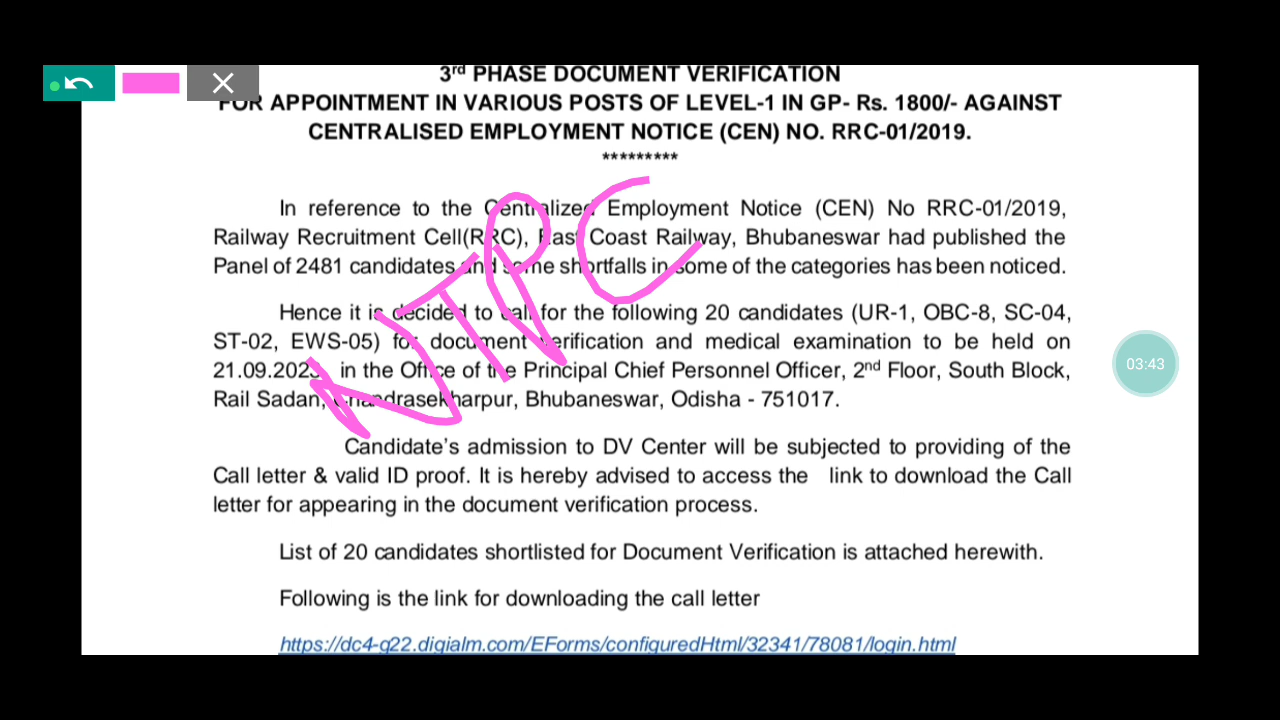 3rd PHASE DOCUMENT VERIFICATION
FOR APPOINTMENT IN VARIOUS POSTS OF LEVEL-1 IN GP- Rs. 1800/- AGAINST
CENTRALISED EMPLOYMENT NOTICE (CEN) NO. RRC-01/2019.
*********
In reference to the Centralized Employment Notice (CEN) No RRC-01/2019,
Railway Recruitment Cell(RRC), East Coast Railway, Bhubaneswar had published the
Panel of 2481 candidates and some shortfalls in some of the categories has been noticed.
Hence it is decided to call for the following 20 candidates (UR-1, OBC-8, SC-04,
ST-02, EWS-05) for document verification and medical examination to be held on
21.09.2023, in the Office of the Principal Chief Personnel Officer, 2nd Floor, South Block,
Rail Sadan, Chandrasekharpur, Bhubaneswar, Odisha - 751017.
NTPC
03:43
Candidate's admission to DV Center will be subjected to providing of the
Call letter & valid ID proof. It is hereby advised to access the link to download the Call
letter for appearing in the document verification process.
List of 20 candidates shortlisted for Document Verification is attached herewith.
Following is the link for downloading the call letter
https://dc4-g22.digialm.com/EForms/configuredHtml/32341/78081/login.html